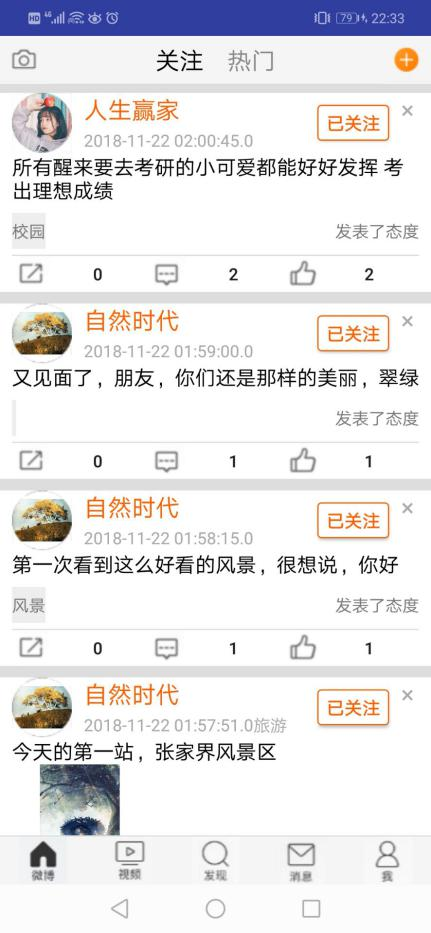 HD 4G 79 22:33
关注 热门
人生赢家 已关注
2018-11-22 02:00:45.0
所有醒来要去考研的小可爱都能好好发挥 考
出理想成绩
校园 发表了态度
0 2 2
自然时代 已关注
2018-11-22 01:59:00.0
又见面了，朋友，你们还是那样的美丽，翠绿
发表了态度
0 1 1
自然时代 已关注
2018-11-22 01:58:15.0
第一次看到这么好看的风景，很想说，你好
风景 发表了态度
0 1 1
自然时代 已关注
2018-11-22 01:57:51.0旅游
今天的第一站，张家界风景区
微博 视频 发现 消息 我